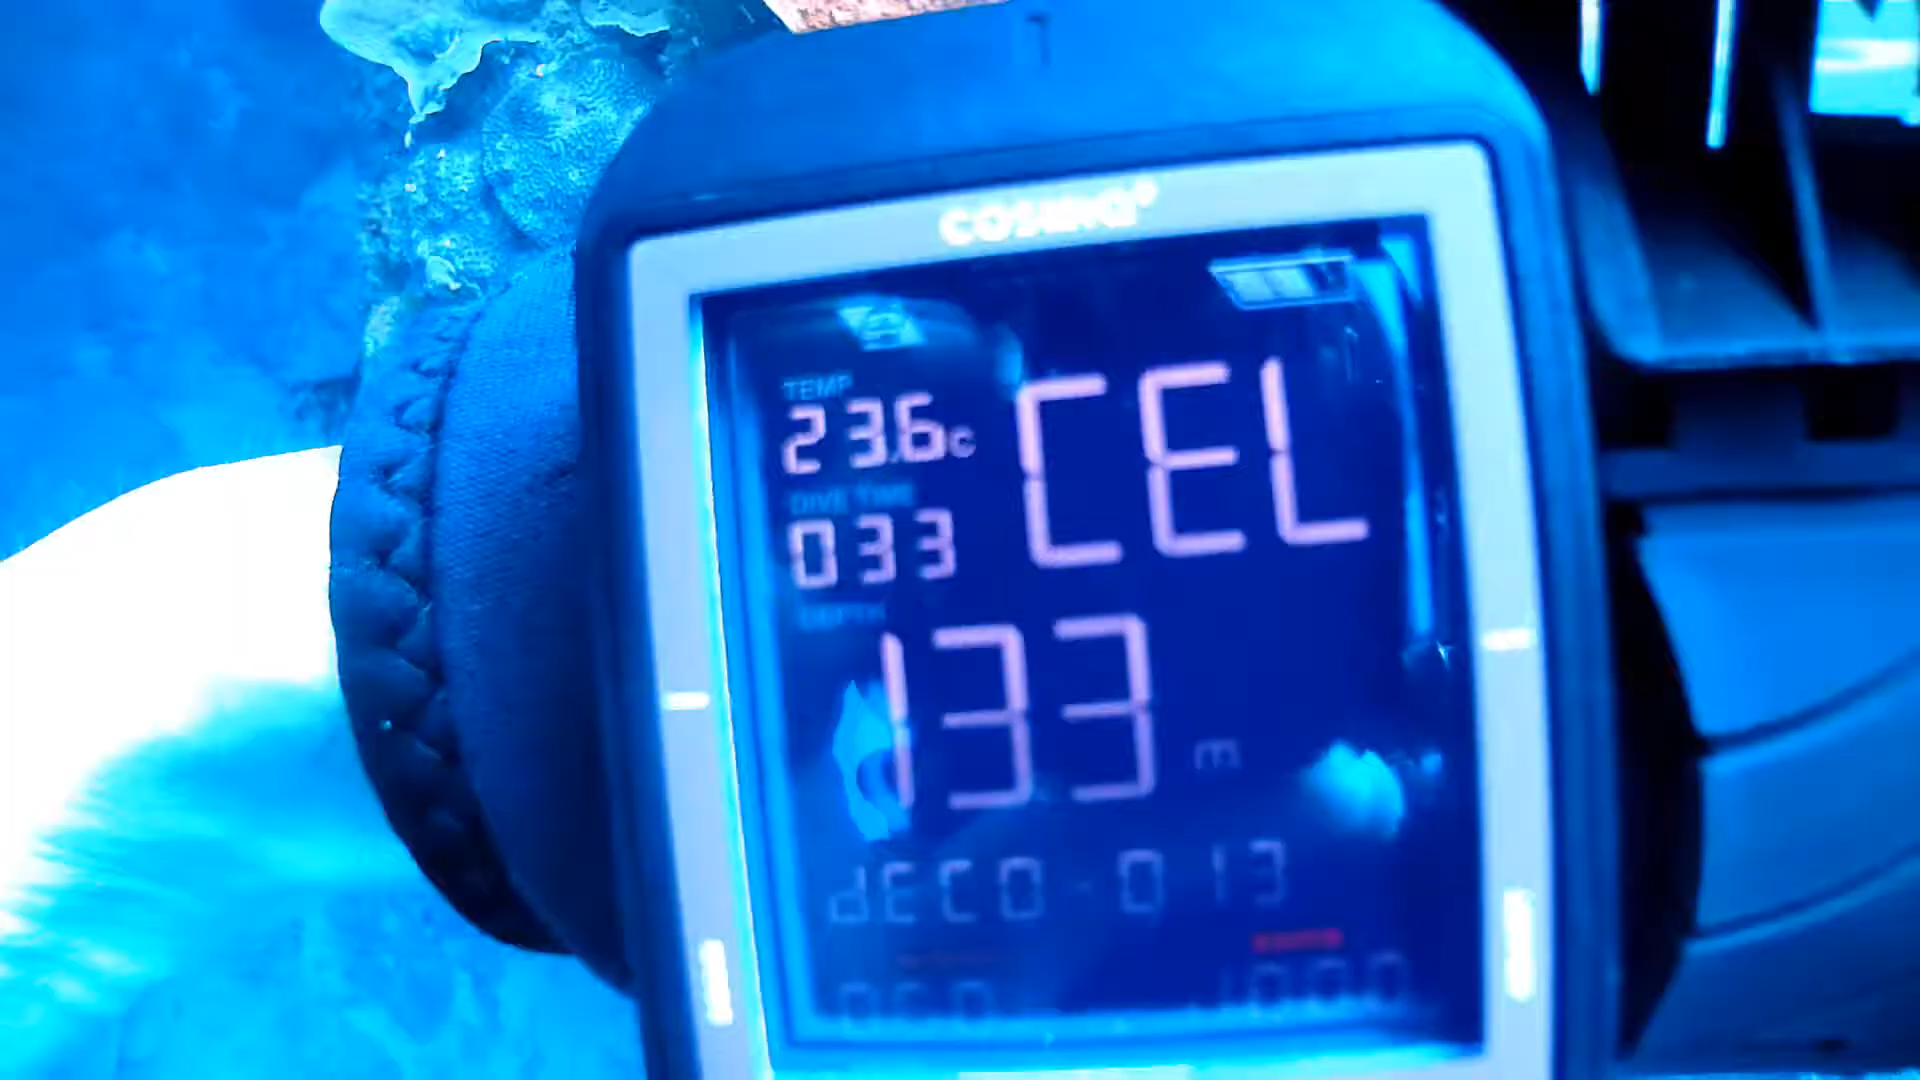 COSMIQ+
TEMP
23.6c
CEL
DIVE TIME
033
DEPTH
133 m
dECO-013